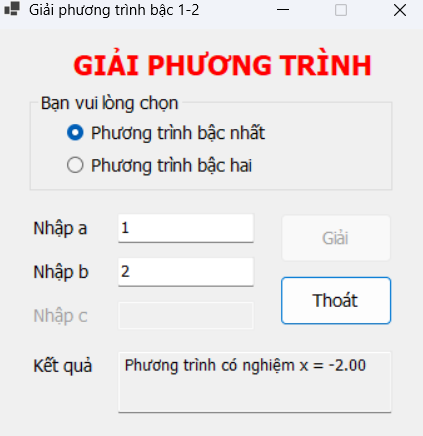 Giải phương trình bậc 1-2
GIẢI PHƯƠNG TRÌNH
Bạn vui lòng chọn
Phương trình bậc nhất
Phương trình bậc hai
Nhập a
1
Giải
Nhập b
2
Thoát
Nhập c
Kết quả
Phương trình có nghiệm x = -2.00